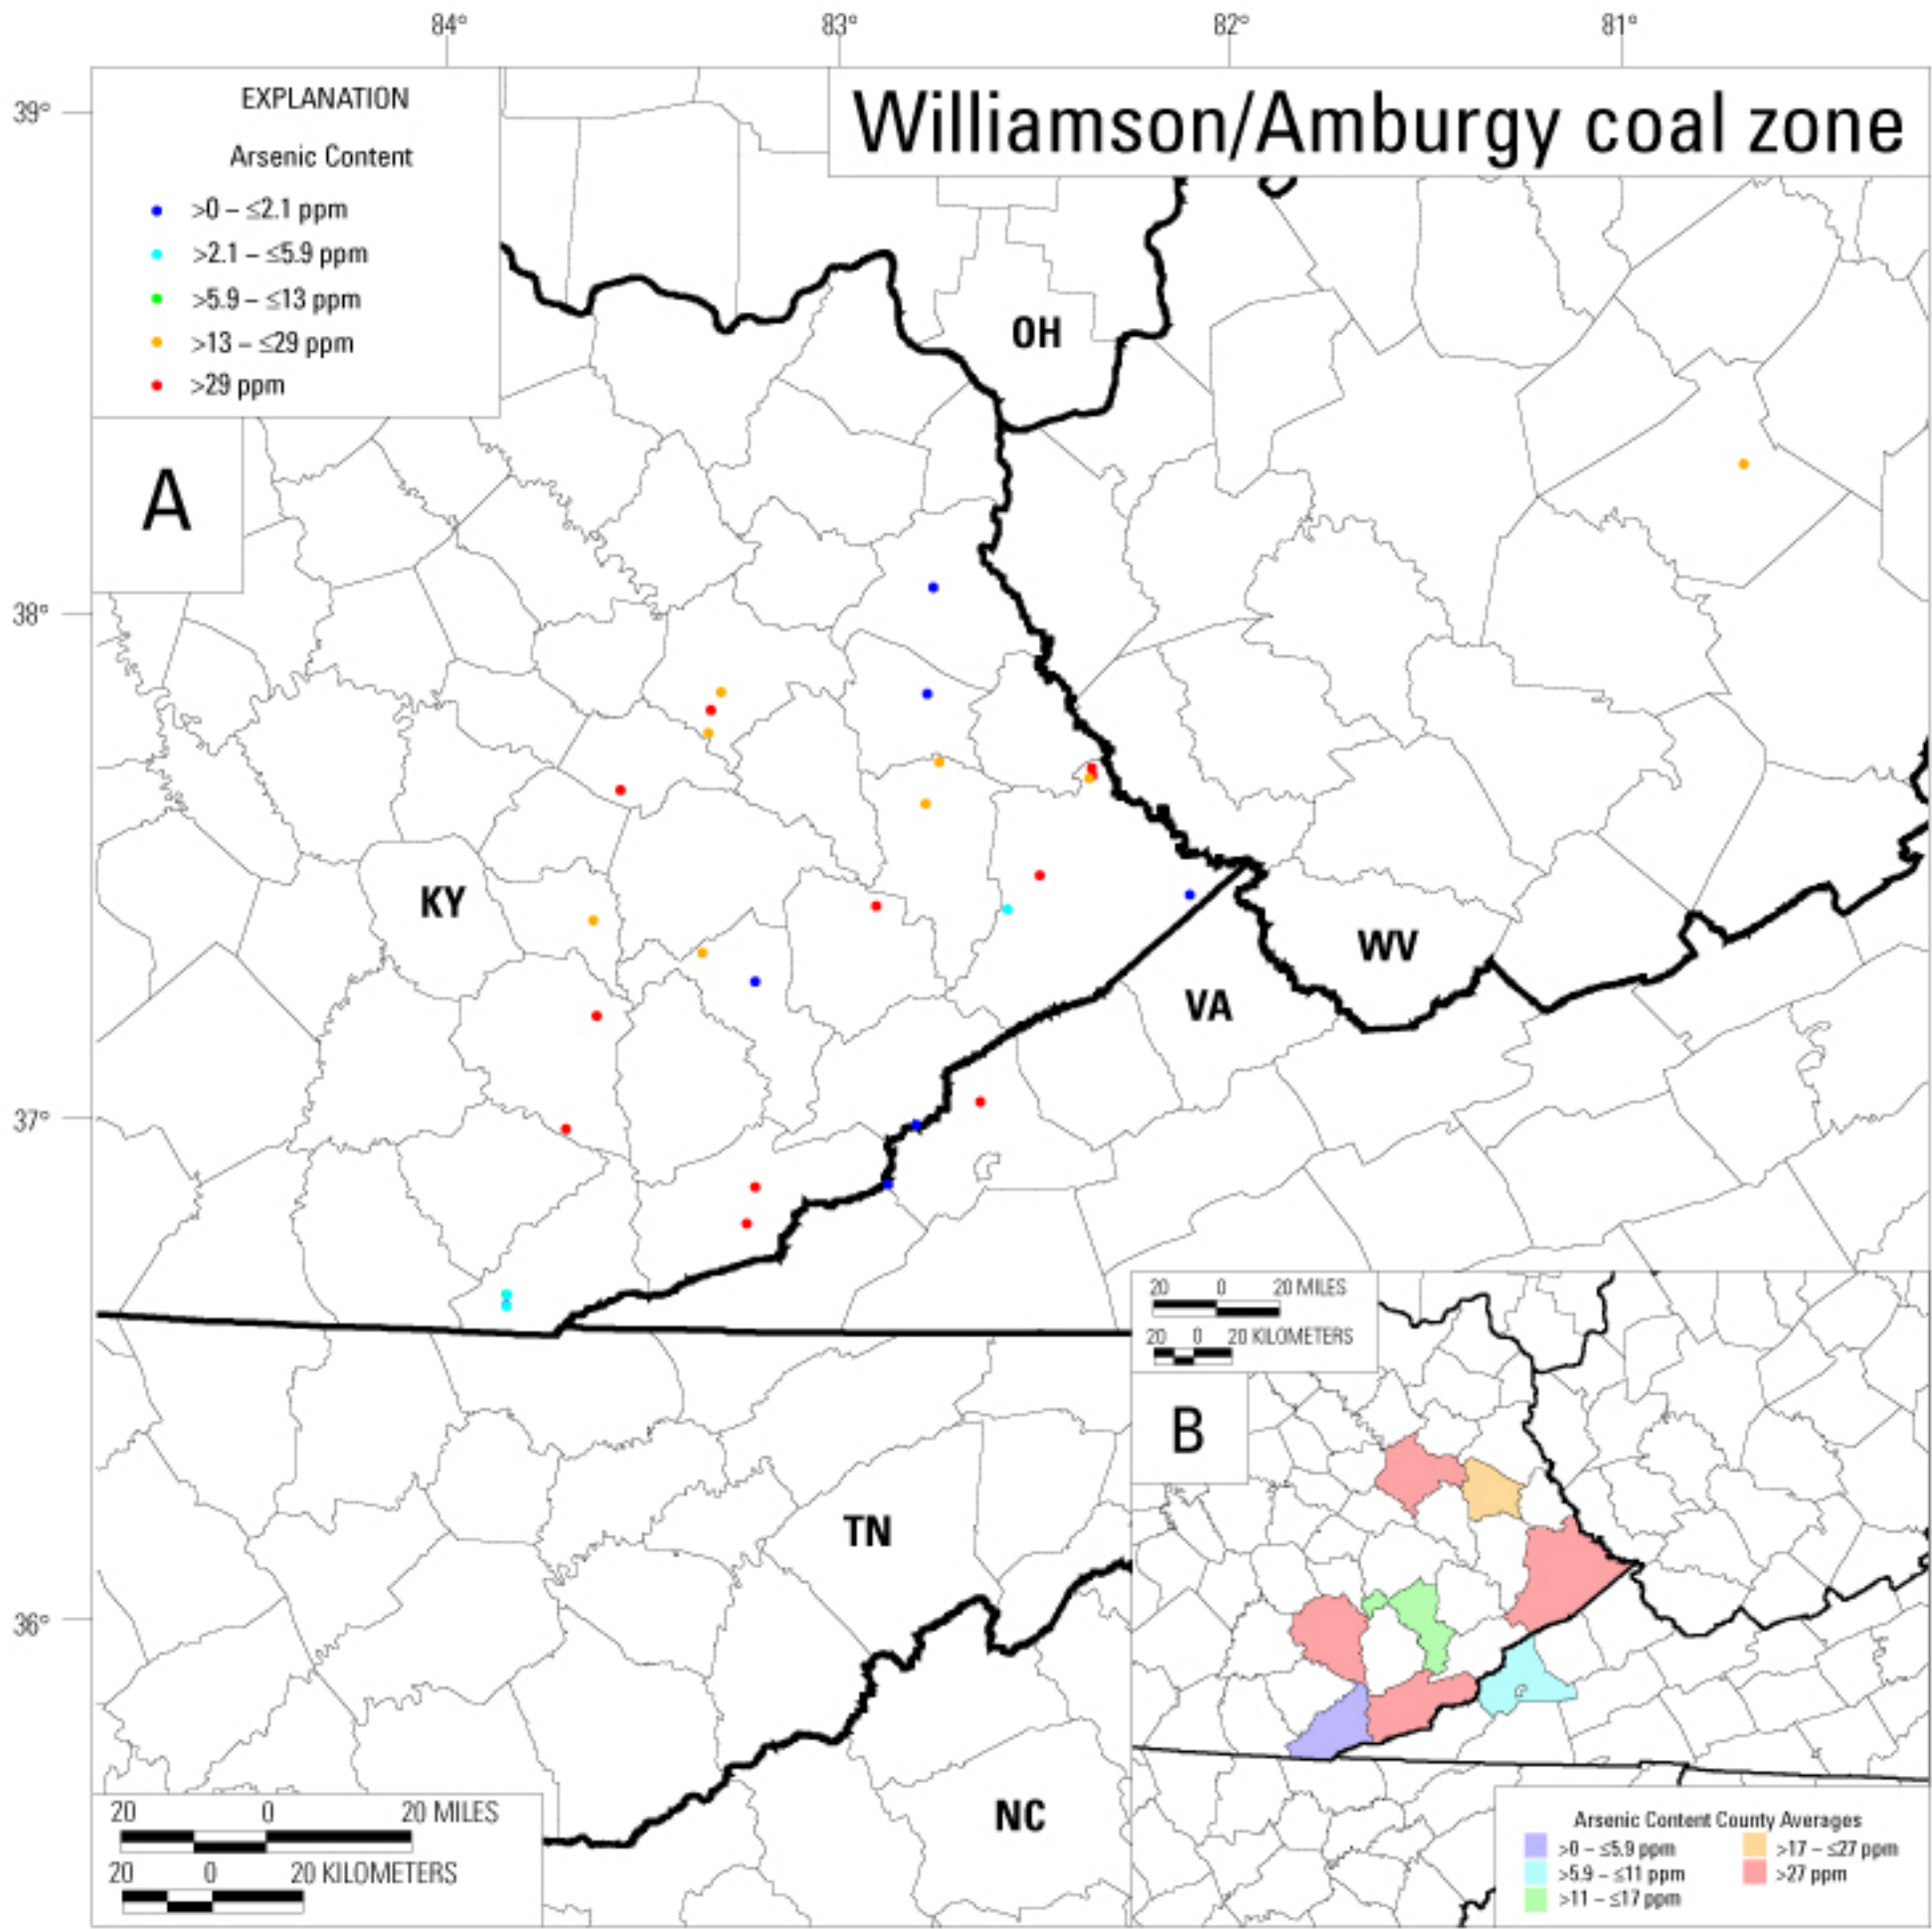 84° 83° 82° 81°
39°
38°
37°
36°
Williamson/Amburgy coal zone
EXPLANATION
Arsenic Content
>0 – ≤2.1 ppm
>2.1 – ≤5.9 ppm
>5.9 – ≤13 ppm
>13 – ≤29 ppm
>29 ppm
A
OH
KY
WV
VA
TN
NC
20 0 20 MILES
20 0 20 KILOMETERS
20 0 20 MILES
20 0 20 KILOMETERS
B
Arsenic Content County Averages
>0 – ≤5.9 ppm
>5.9 – ≤11 ppm
>11 – ≤17 ppm
>17 – ≤27 ppm
>27 ppm